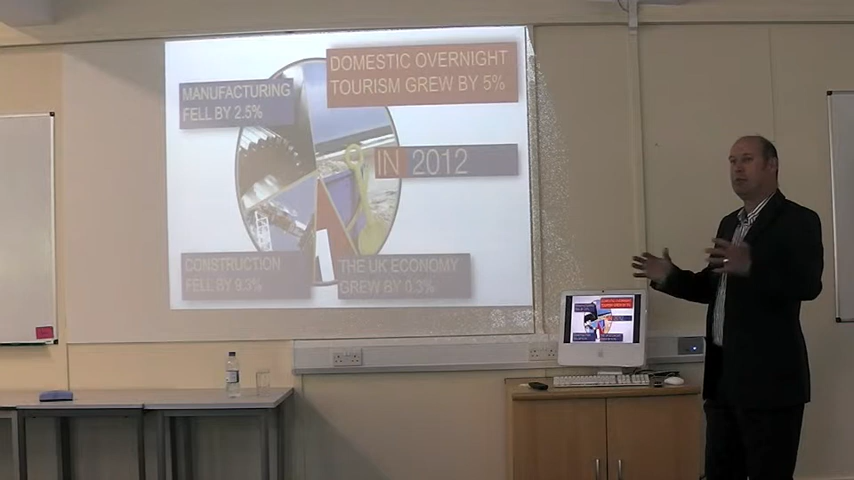 DOMESTIC OVERNIGHT
TOURISM GREW BY 5%
MANUFACTURING
FELL BY 2.5%
IN 2012
CONSTRUCTION
FELL BY 9.3%
THE UK ECONOMY
GREW BY 0.3%